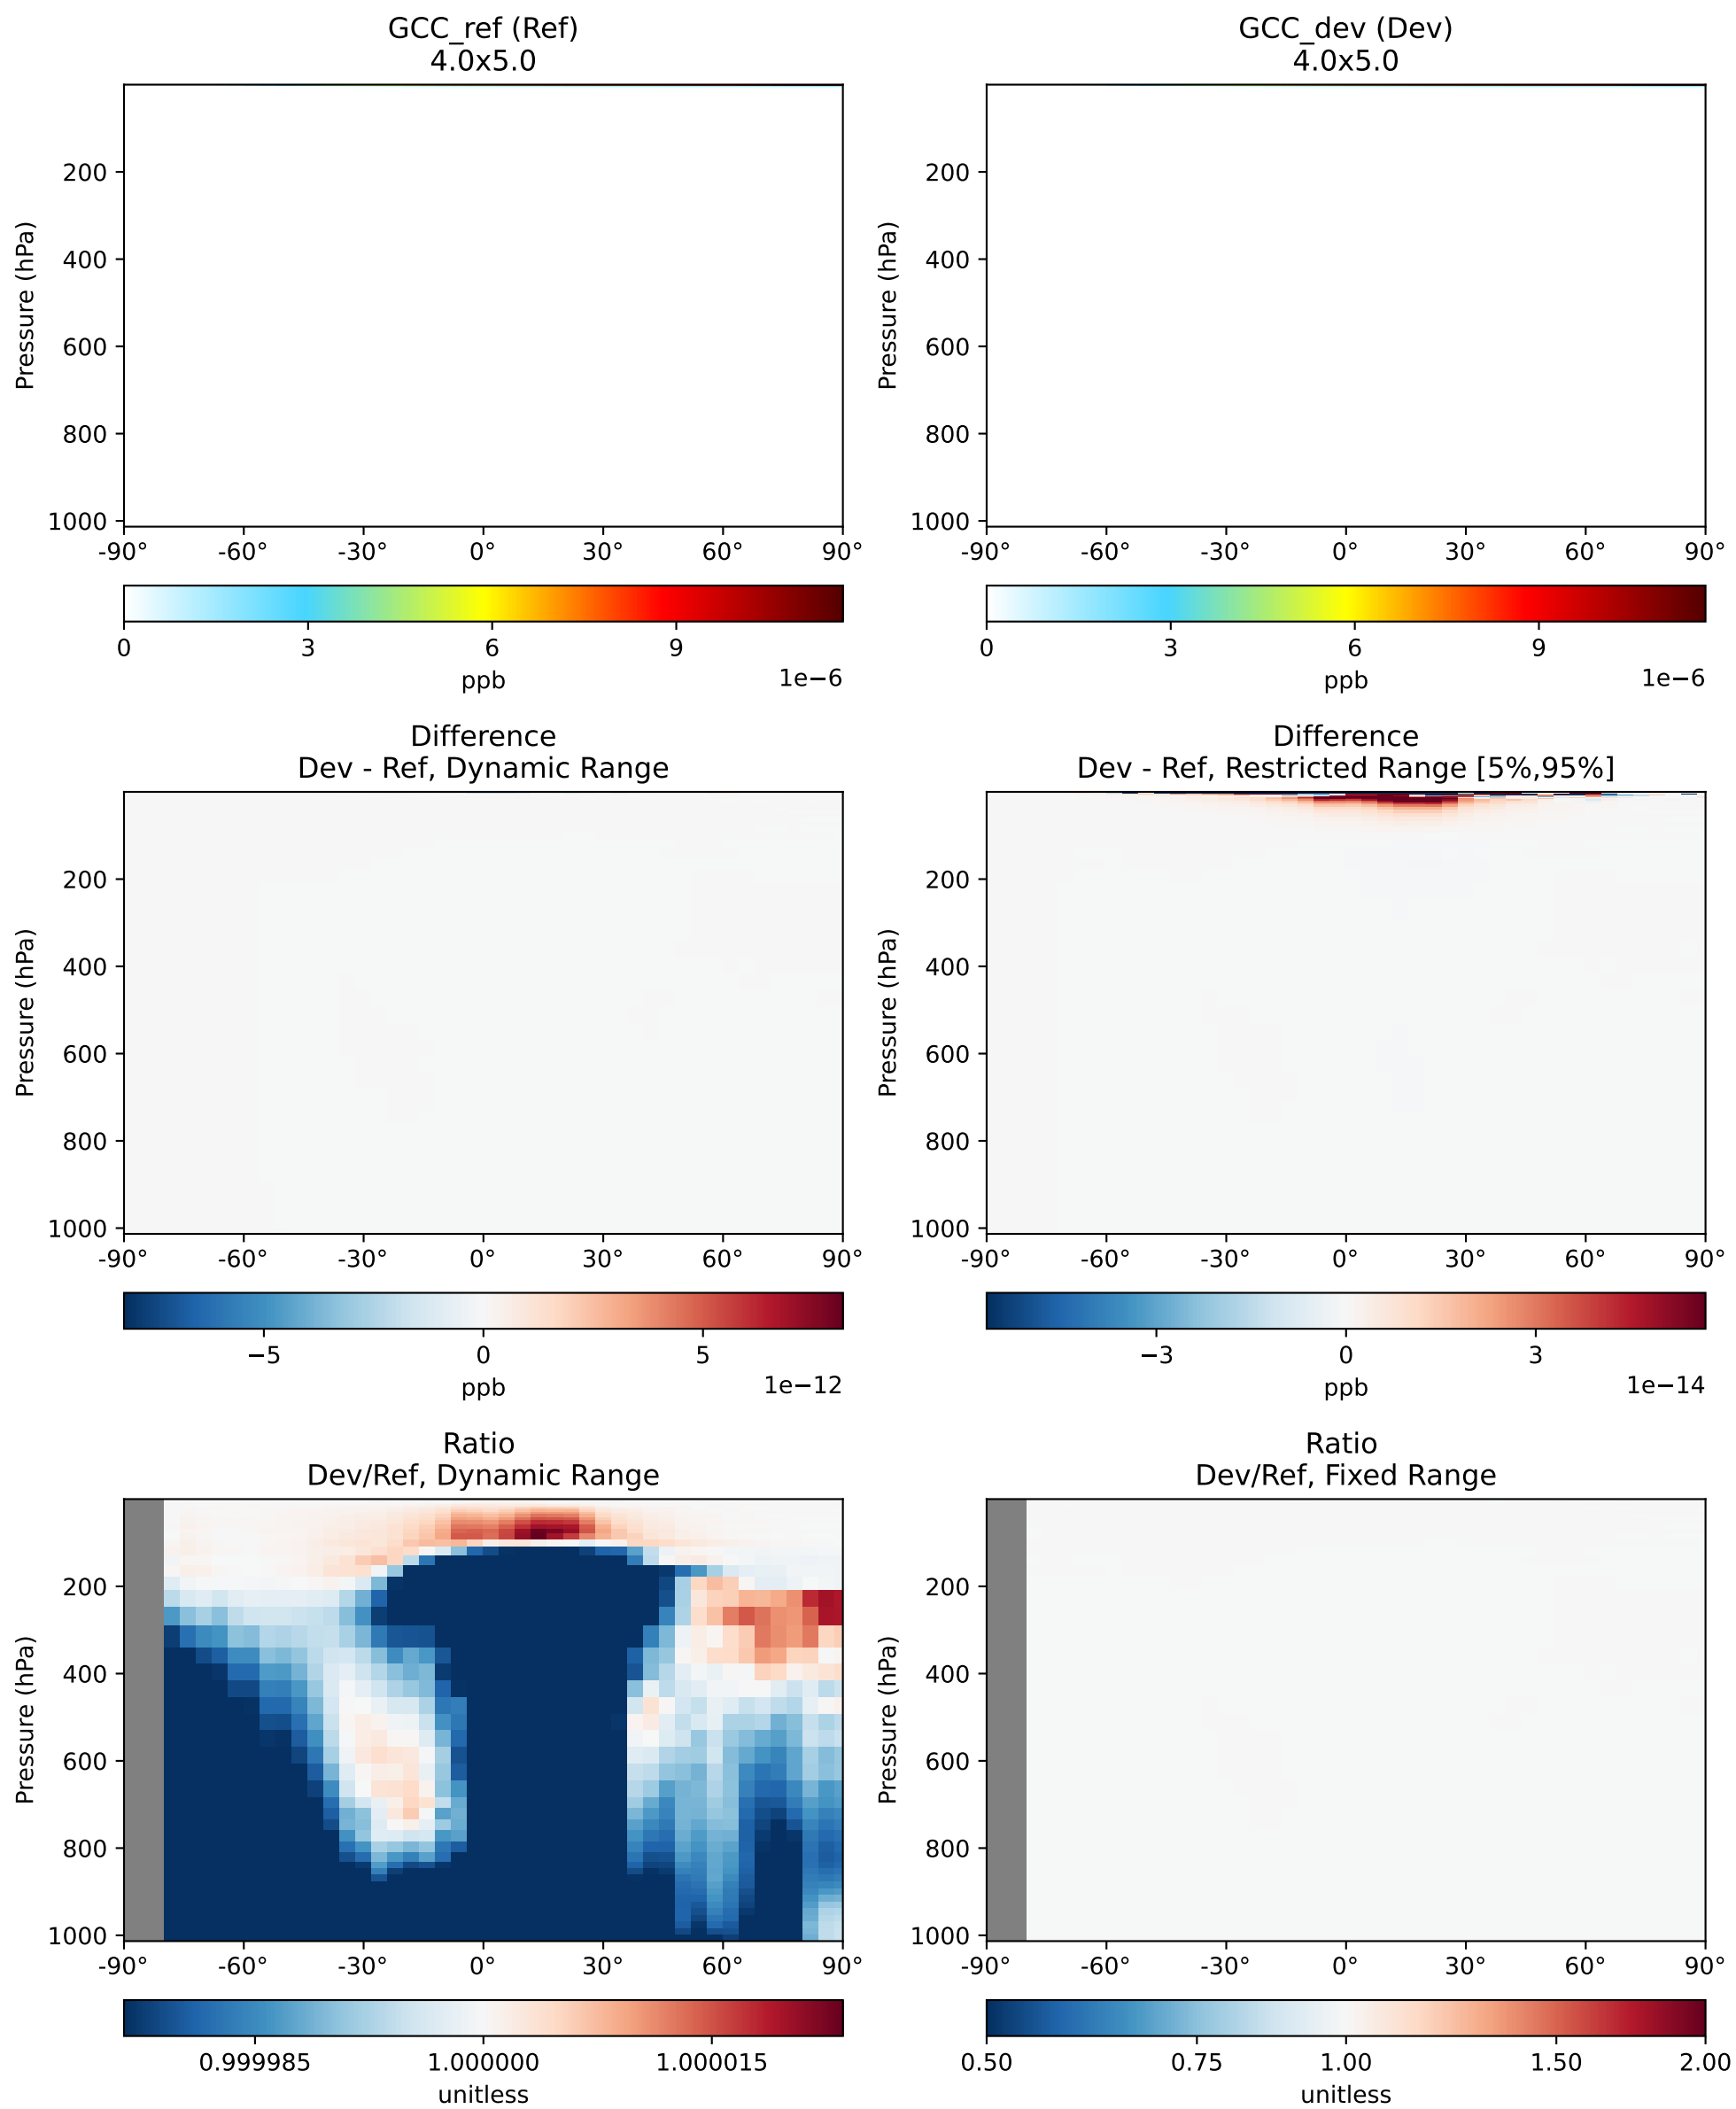 GCC_ref (Ref)
4.0x5.0
Pressure (hPa)
200
400
600
800
1000
-90° -60° -30° 0° 30° 60° 90°
0 3 6 9
ppb
1e−6
GCC_dev (Dev)
4.0x5.0
Pressure (hPa)
200
400
600
800
1000
-90° -60° -30° 0° 30° 60° 90°
0 3 6 9
ppb
1e−6
Difference
Dev - Ref, Dynamic Range
Pressure (hPa)
200
400
600
800
1000
-90° -60° -30° 0° 30° 60° 90°
−5 0 5
ppb
1e−12
Difference
Dev - Ref, Restricted Range [5%,95%]
Pressure (hPa)
200
400
600
800
1000
-90° -60° -30° 0° 30° 60° 90°
−3 0 3
ppb
1e−14
Ratio
Dev/Ref, Dynamic Range
Pressure (hPa)
200
400
600
800
1000
-90° -60° -30° 0° 30° 60° 90°
0.999985 1.000000 1.000015
unitless
Ratio
Dev/Ref, Fixed Range
Pressure (hPa)
200
400
600
800
1000
-90° -60° -30° 0° 30° 60° 90°
0.50 0.75 1.00 1.50 2.00
unitless